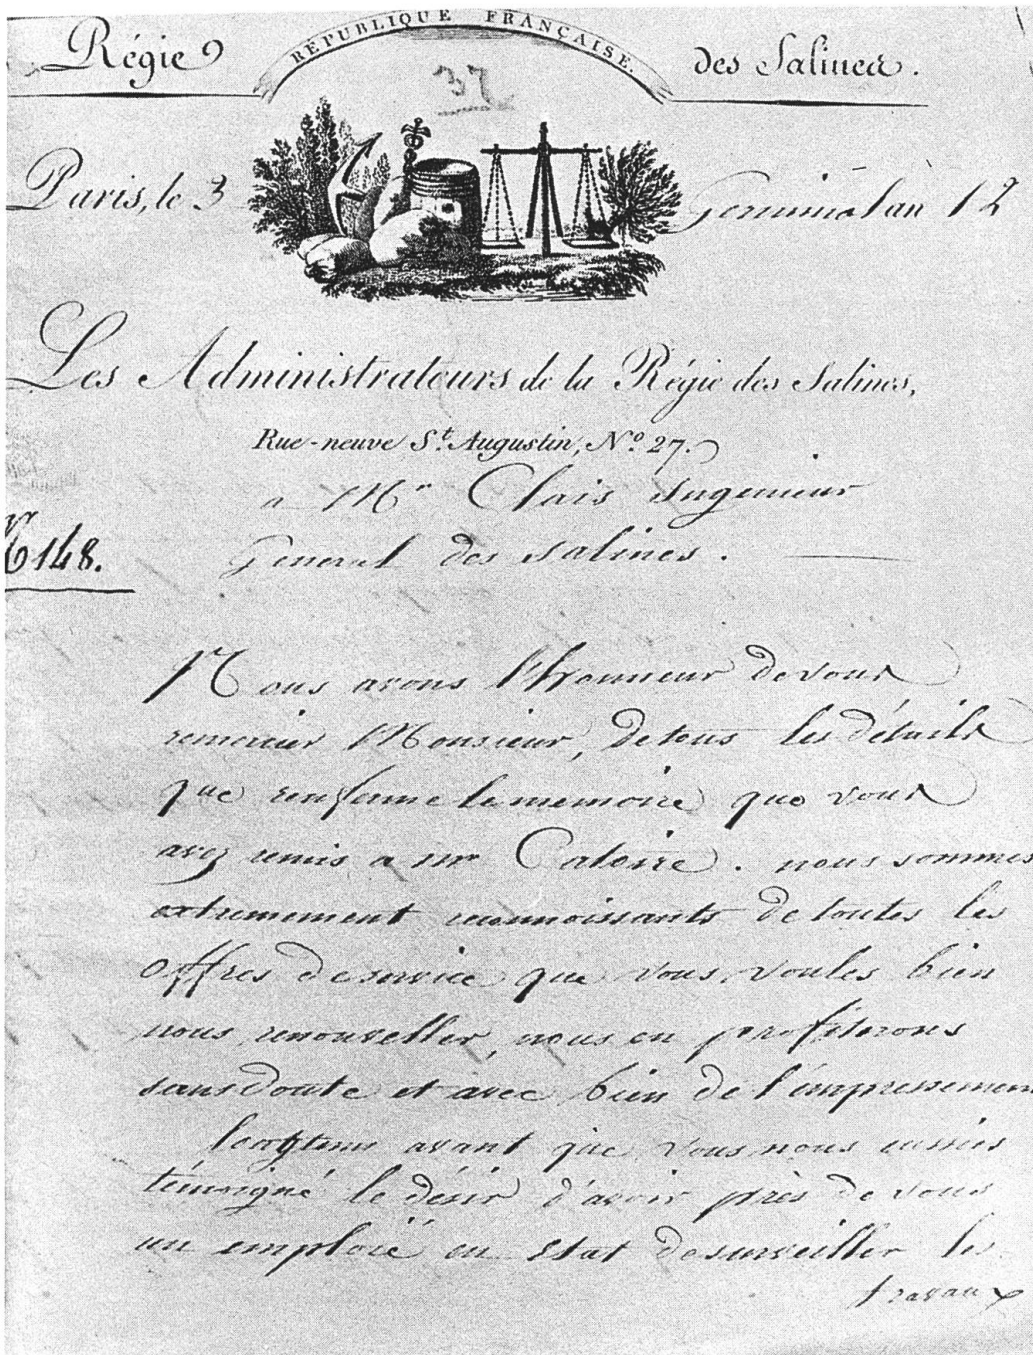 RÉPUBLIQUE FRANÇAISE.
Régie des Salines.
37
Paris, le 3 Germinal an 12
Les Administrateurs de la Régie des Salines,
Rue-neuve St. Augustin, No. 27.
a Mr Clais Ingenieur
General des Salines.
148.
Nous avons l'honneur de vous
remercier Monsieur, de tous les détails
que renferme le memoire que vous
avez remis a mr Catoire. nous sommes
extremement reconnoissants de toutes les
offres de service que vous voules bien
nous renouveller, nous en profiterons
sans doute et avec bien de l'empressement
longtems avant que vous nous eussies
témoigné le désir d'avoir près de vous
un emploié en etat de surveiller les
travaux